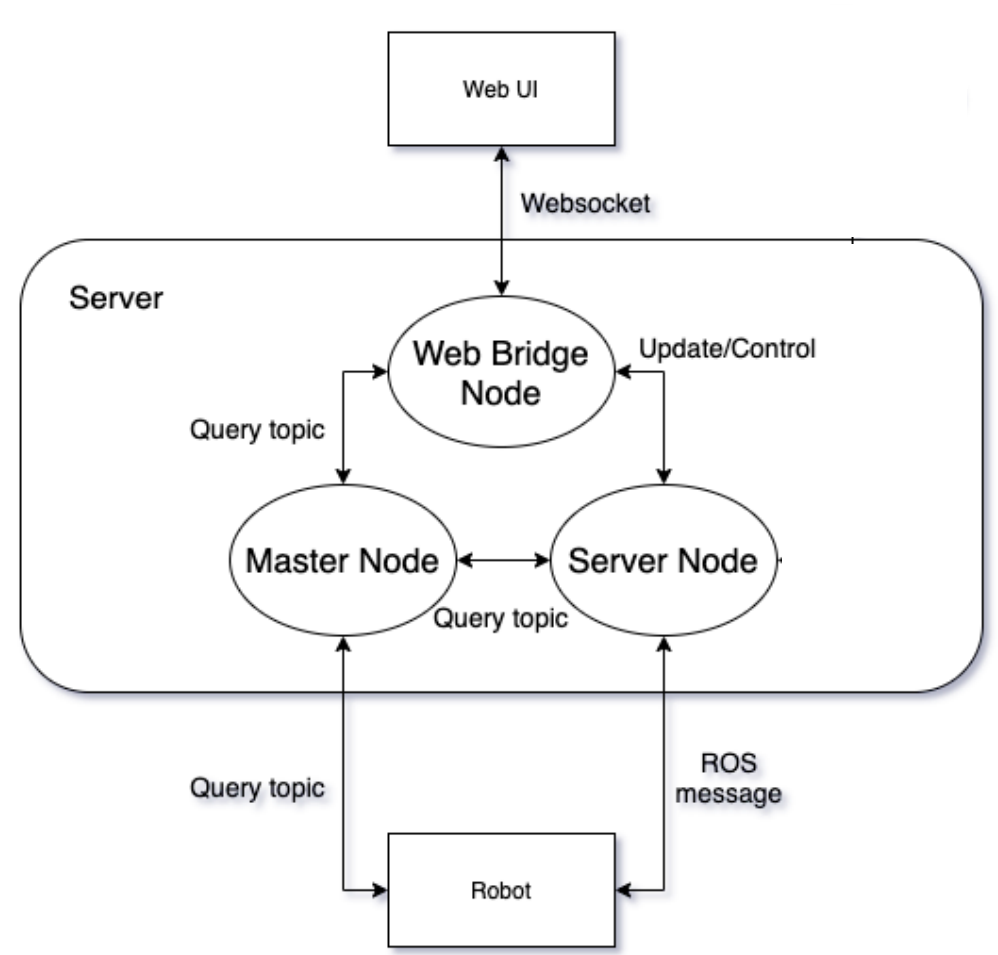 Web UI
Websocket
Server
Web Bridge
Node
Update/Control
Query topic
Master Node
Server Node
Query topic
Query topic
ROS
message
Robot